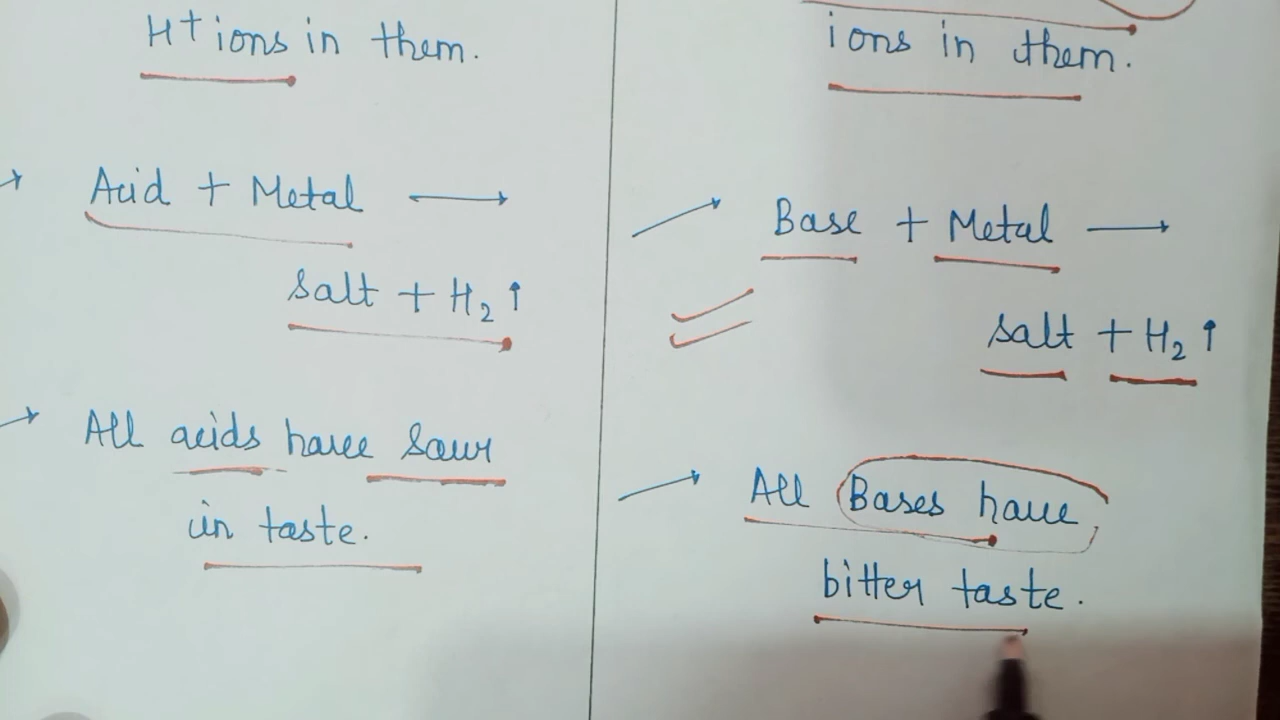 H⁺ ions in them.
→ Acid + Metal →
Salt + H₂ ↑
→ All acids have Sour
in taste.
ions in them.
→ Base + Metal →
Salt + H₂ ↑
→ All Bases have
bitter taste.